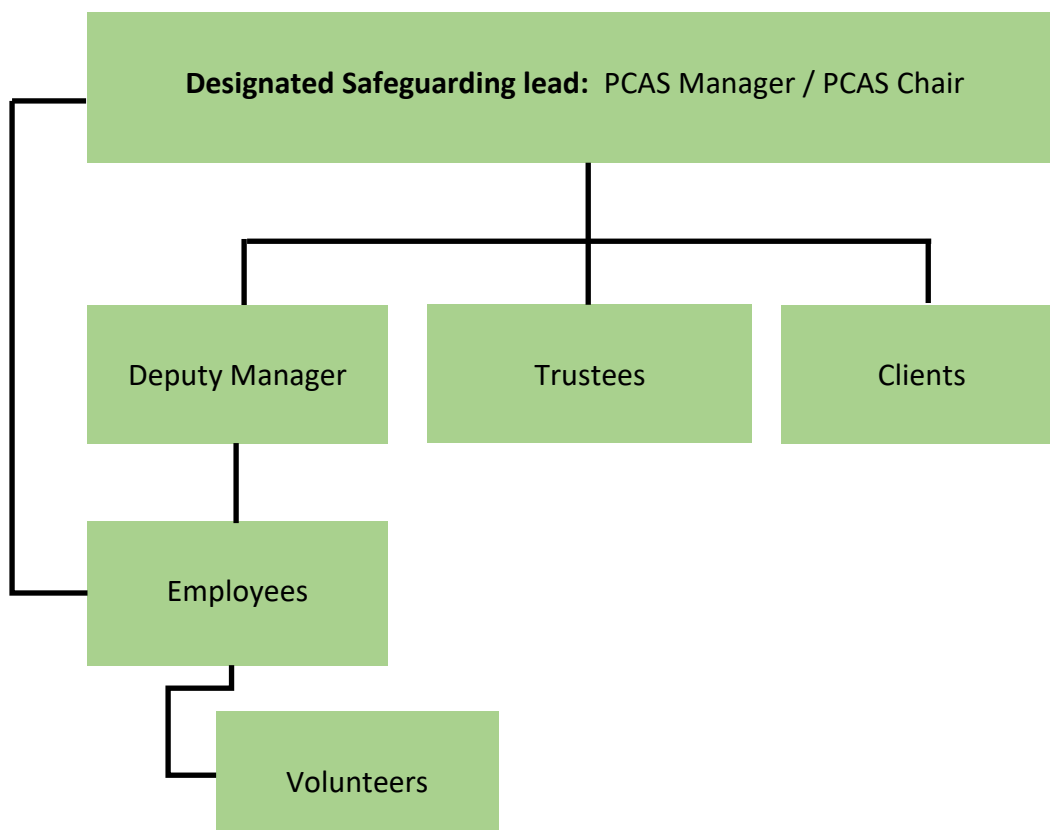 Designated Safeguarding lead: PCAS Manager / PCAS Chair
Deputy Manager
Trustees
Clients
Employees
Volunteers